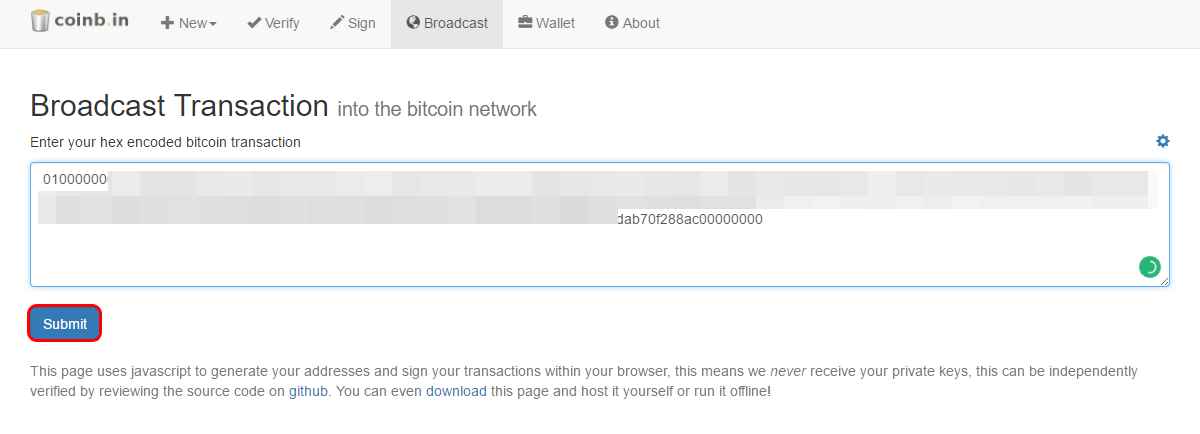 coinb.in New Verify Sign Broadcast Wallet About
Broadcast Transaction into the bitcoin network
Enter your hex encoded bitcoin transaction
01000000
dab70f288ac00000000
Submit
This page uses javascript to generate your addresses and sign your transactions within your browser, this means we never receive your private keys, this can be independently
verified by reviewing the source code on github. You can even download this page and host it yourself or run it offline!